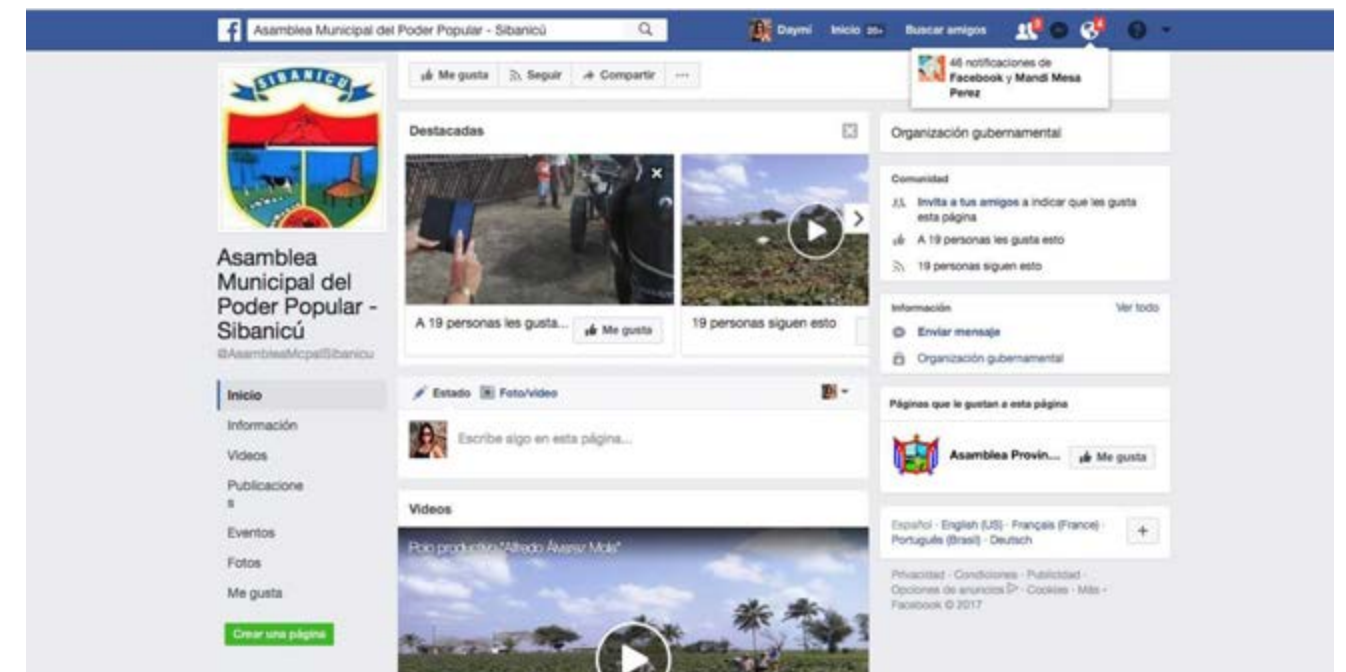 Asamblea Municipal del Poder Popular - Sibanicú
Daymí
Inicio 20+
Buscar amigos
46 notificaciones de
Facebook y Mandi Mesa
Perez
SIBANICU
Asamblea
Municipal del
Poder Popular -
Sibanicú
@AsambleaMcpalSibanicu
Inicio
Información
Videos
Publicacione
s
Eventos
Fotos
Me gusta
Crear una página
Me gusta
Seguir
Compartir
Destacadas
A 19 personas les gusta...
Me gusta
19 personas siguen esto
Estado
Foto/video
Escribe algo en esta página...
Videos
Polo productivo "Alfredo Álvarez Mola"
Organización gubernamental
Comunidad
Invita a tus amigos a indicar que les gusta
esta página
A 19 personas les gusta esto
19 personas siguen esto
Información
Ver todo
Enviar mensaje
Organización gubernamental
Páginas que le gustan a esta página
Asamblea Provin...
Me gusta
Español · English (US) · Français (France) ·
Português (Brasil) · Deutsch
Privacidad · Condiciones · Publicidad ·
Opciones de anuncios · Cookies · Más ·
Facebook © 2017